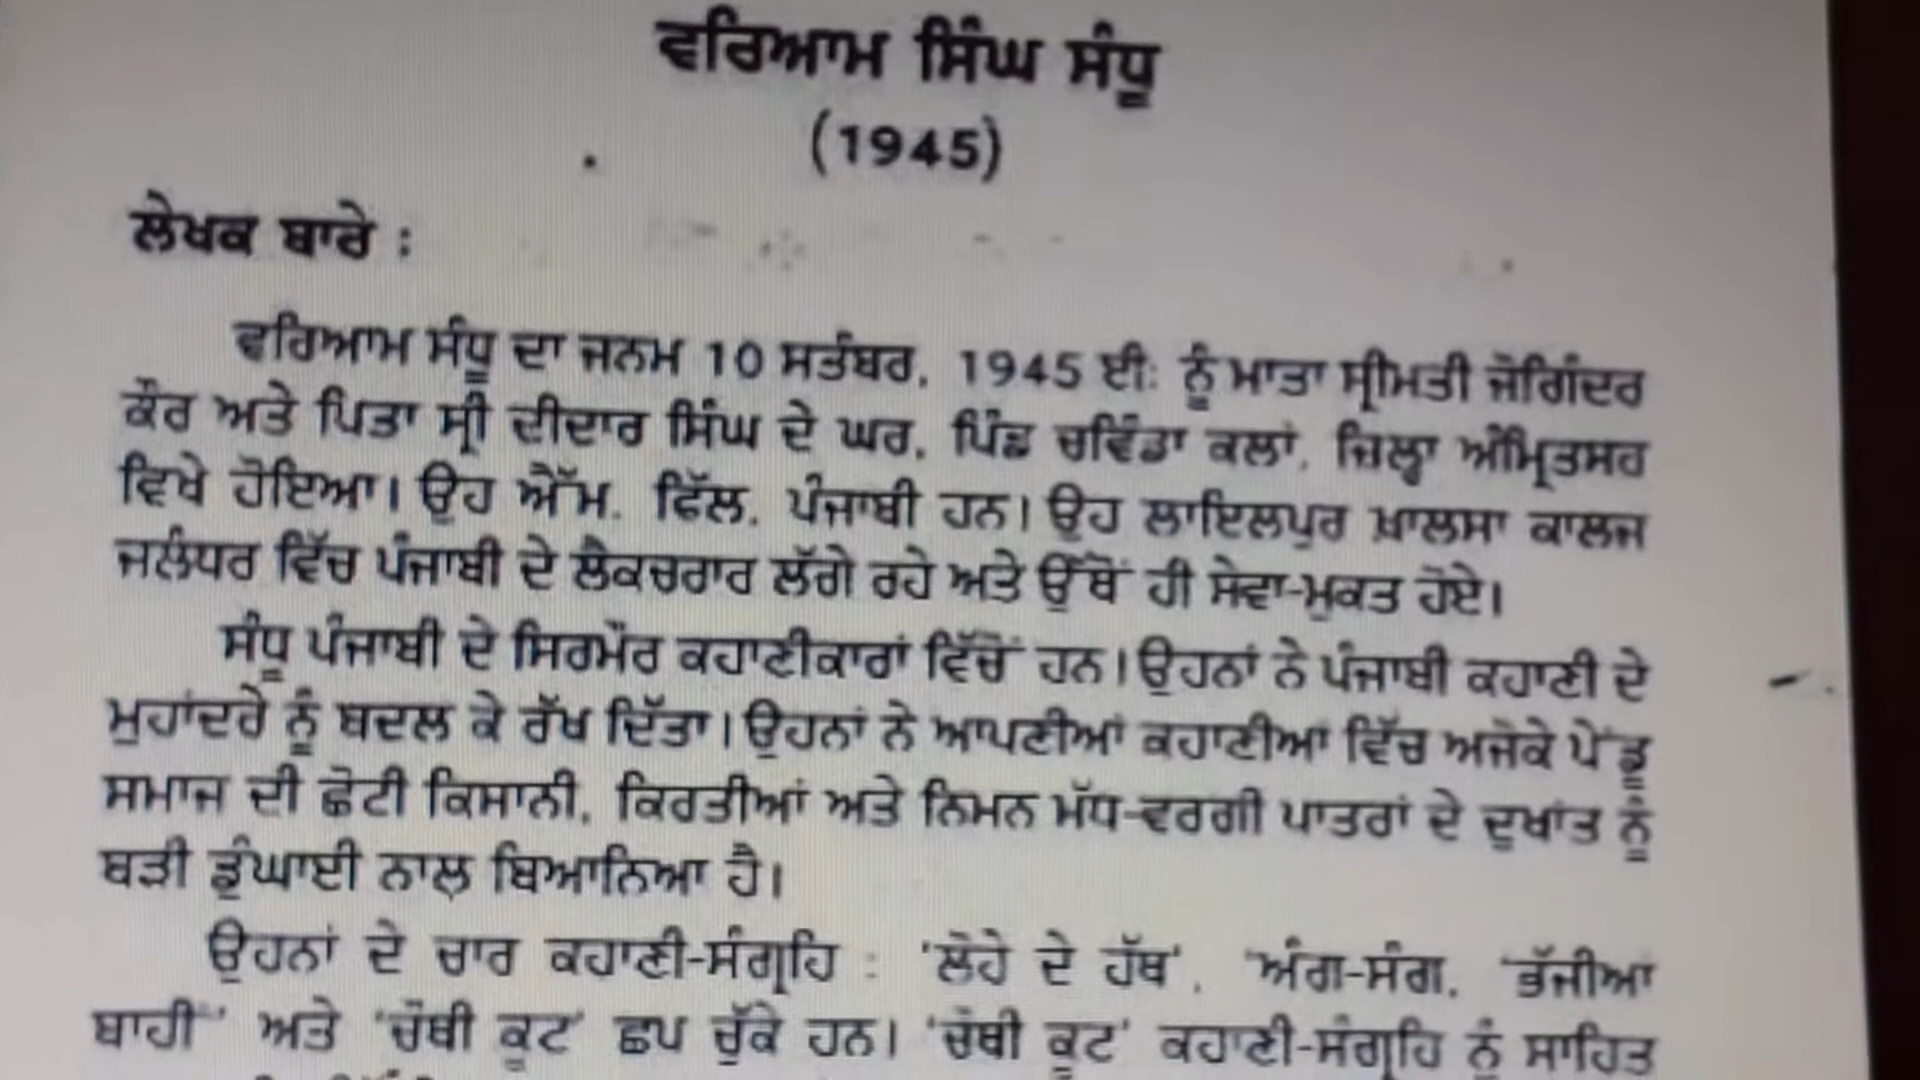 ਵਰਿਆਮ ਸਿੰਘ ਸੰਧੂ
(1945)
ਲੇਖਕ ਬਾਰੇ :
ਵਰਿਆਮ ਸੰਧੂ ਦਾ ਜਨਮ 10 ਸਤੰਬਰ, 1945 ਈ: ਨੂੰ ਮਾਤਾ ਸ੍ਰੀਮਤੀ ਜੋਗਿੰਦਰ
ਕੌਰ ਅਤੇ ਪਿਤਾ ਸ੍ਰੀ ਦੀਦਾਰ ਸਿੰਘ ਦੇ ਘਰ, ਪਿੰਡ ਚਵਿੰਡਾ ਕਲਾਂ, ਜ਼ਿਲ੍ਹਾ ਅੰਮ੍ਰਿਤਸਰ
ਵਿਖੇ ਹੋਇਆ। ਉਹ ਐੱਮ. ਫਿੱਲ. ਪੰਜਾਬੀ ਹਨ। ਉਹ ਲਾਇਲਪੁਰ ਖ਼ਾਲਸਾ ਕਾਲਜ
ਜਲੰਧਰ ਵਿੱਚ ਪੰਜਾਬੀ ਦੇ ਲੈਕਚਰਾਰ ਲੱਗੇ ਰਹੇ ਅਤੇ ਉੱਥੋਂ ਹੀ ਸੇਵਾ-ਮੁਕਤ ਹੋਏ।
ਸੰਧੂ ਪੰਜਾਬੀ ਦੇ ਸਿਰਮੌਰ ਕਹਾਣੀਕਾਰਾਂ ਵਿੱਚੋਂ ਹਨ। ਉਹਨਾਂ ਨੇ ਪੰਜਾਬੀ ਕਹਾਣੀ ਦੇ
ਮੁਹਾਂਦਰੇ ਨੂੰ ਬਦਲ ਕੇ ਰੱਖ ਦਿੱਤਾ। ਉਹਨਾਂ ਨੇ ਆਪਣੀਆਂ ਕਹਾਣੀਆਂ ਵਿੱਚ ਅਜੋਕੇ ਪੇਂਡੂ
ਸਮਾਜ ਦੀ ਛੋਟੀ ਕਿਸਾਨੀ, ਕਿਰਤੀਆਂ ਅਤੇ ਨਿਮਨ ਮੱਧ-ਵਰਗੀ ਪਾਤਰਾਂ ਦੇ ਦੁਖਾਂਤ ਨੂੰ
ਬੜੀ ਡੁੰਘਾਈ ਨਾਲ਼ ਬਿਆਨਿਆ ਹੈ।
ਉਹਨਾਂ ਦੇ ਚਾਰ ਕਹਾਣੀ-ਸੰਗ੍ਰਹਿ : 'ਲੋਹੇ ਦੇ ਹੱਥ', 'ਅੰਗ-ਸੰਗ, 'ਭੱਜੀਆਂ
ਬਾਹੀਂ' ਅਤੇ 'ਚੌਥੀ ਕੂਟ' ਛਪ ਚੁੱਕੇ ਹਨ। 'ਚੌਥੀ ਕੂਟ' ਕਹਾਣੀ-ਸੰਗ੍ਰਹਿ ਨੂੰ ਸਾਹਿਤ